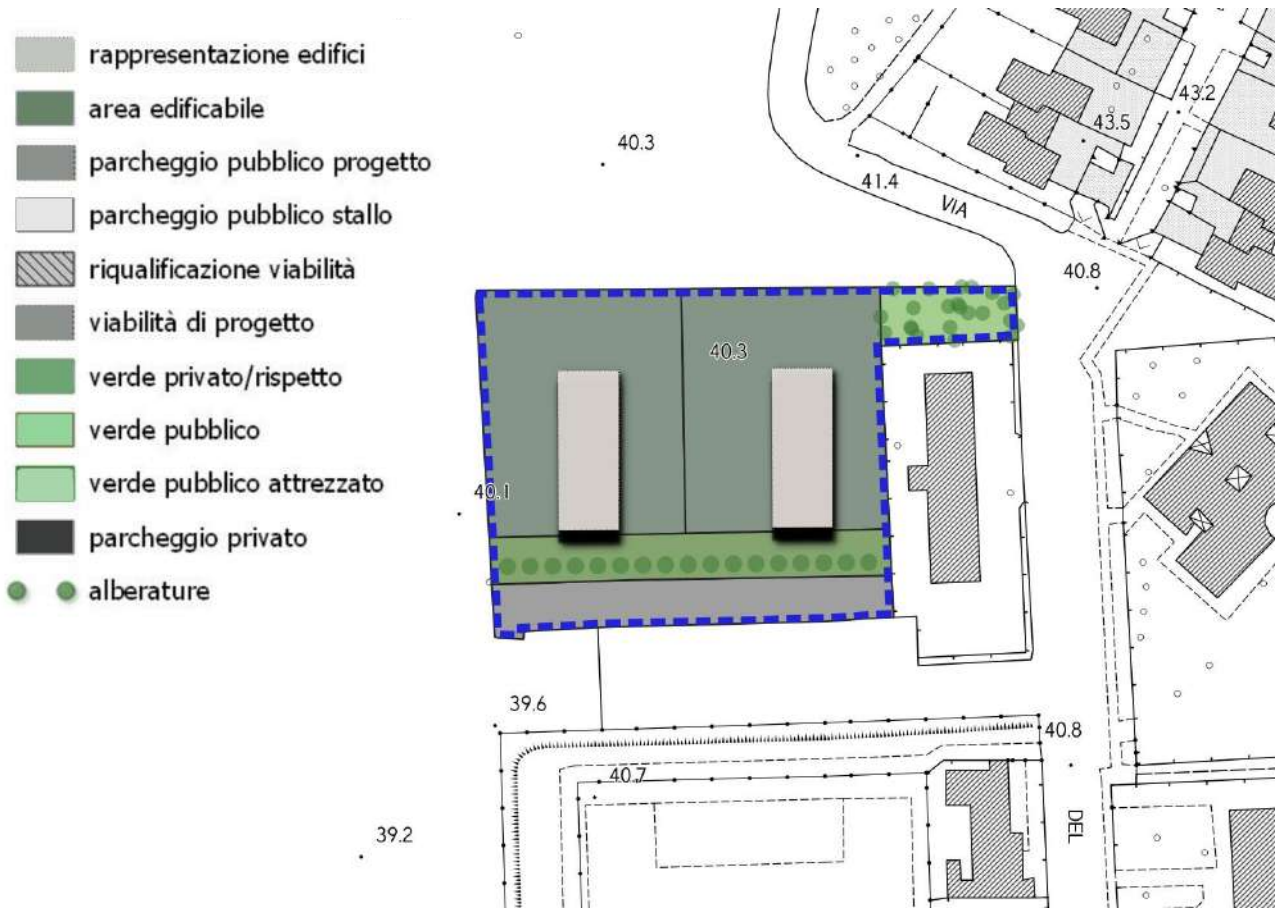 rappresentazione edifici
area edificabile
parcheggio pubblico progetto
parcheggio pubblico stallo
riqualificazione viabilità
viabilità di progetto
verde privato/rispetto
verde pubblico
verde pubblico attrezzato
parcheggio privato
alberature
43.2
43.5
40.3
41.4
VIA
40.8
40.3
40.1
39.6
40.8
40.7
39.2
DEL